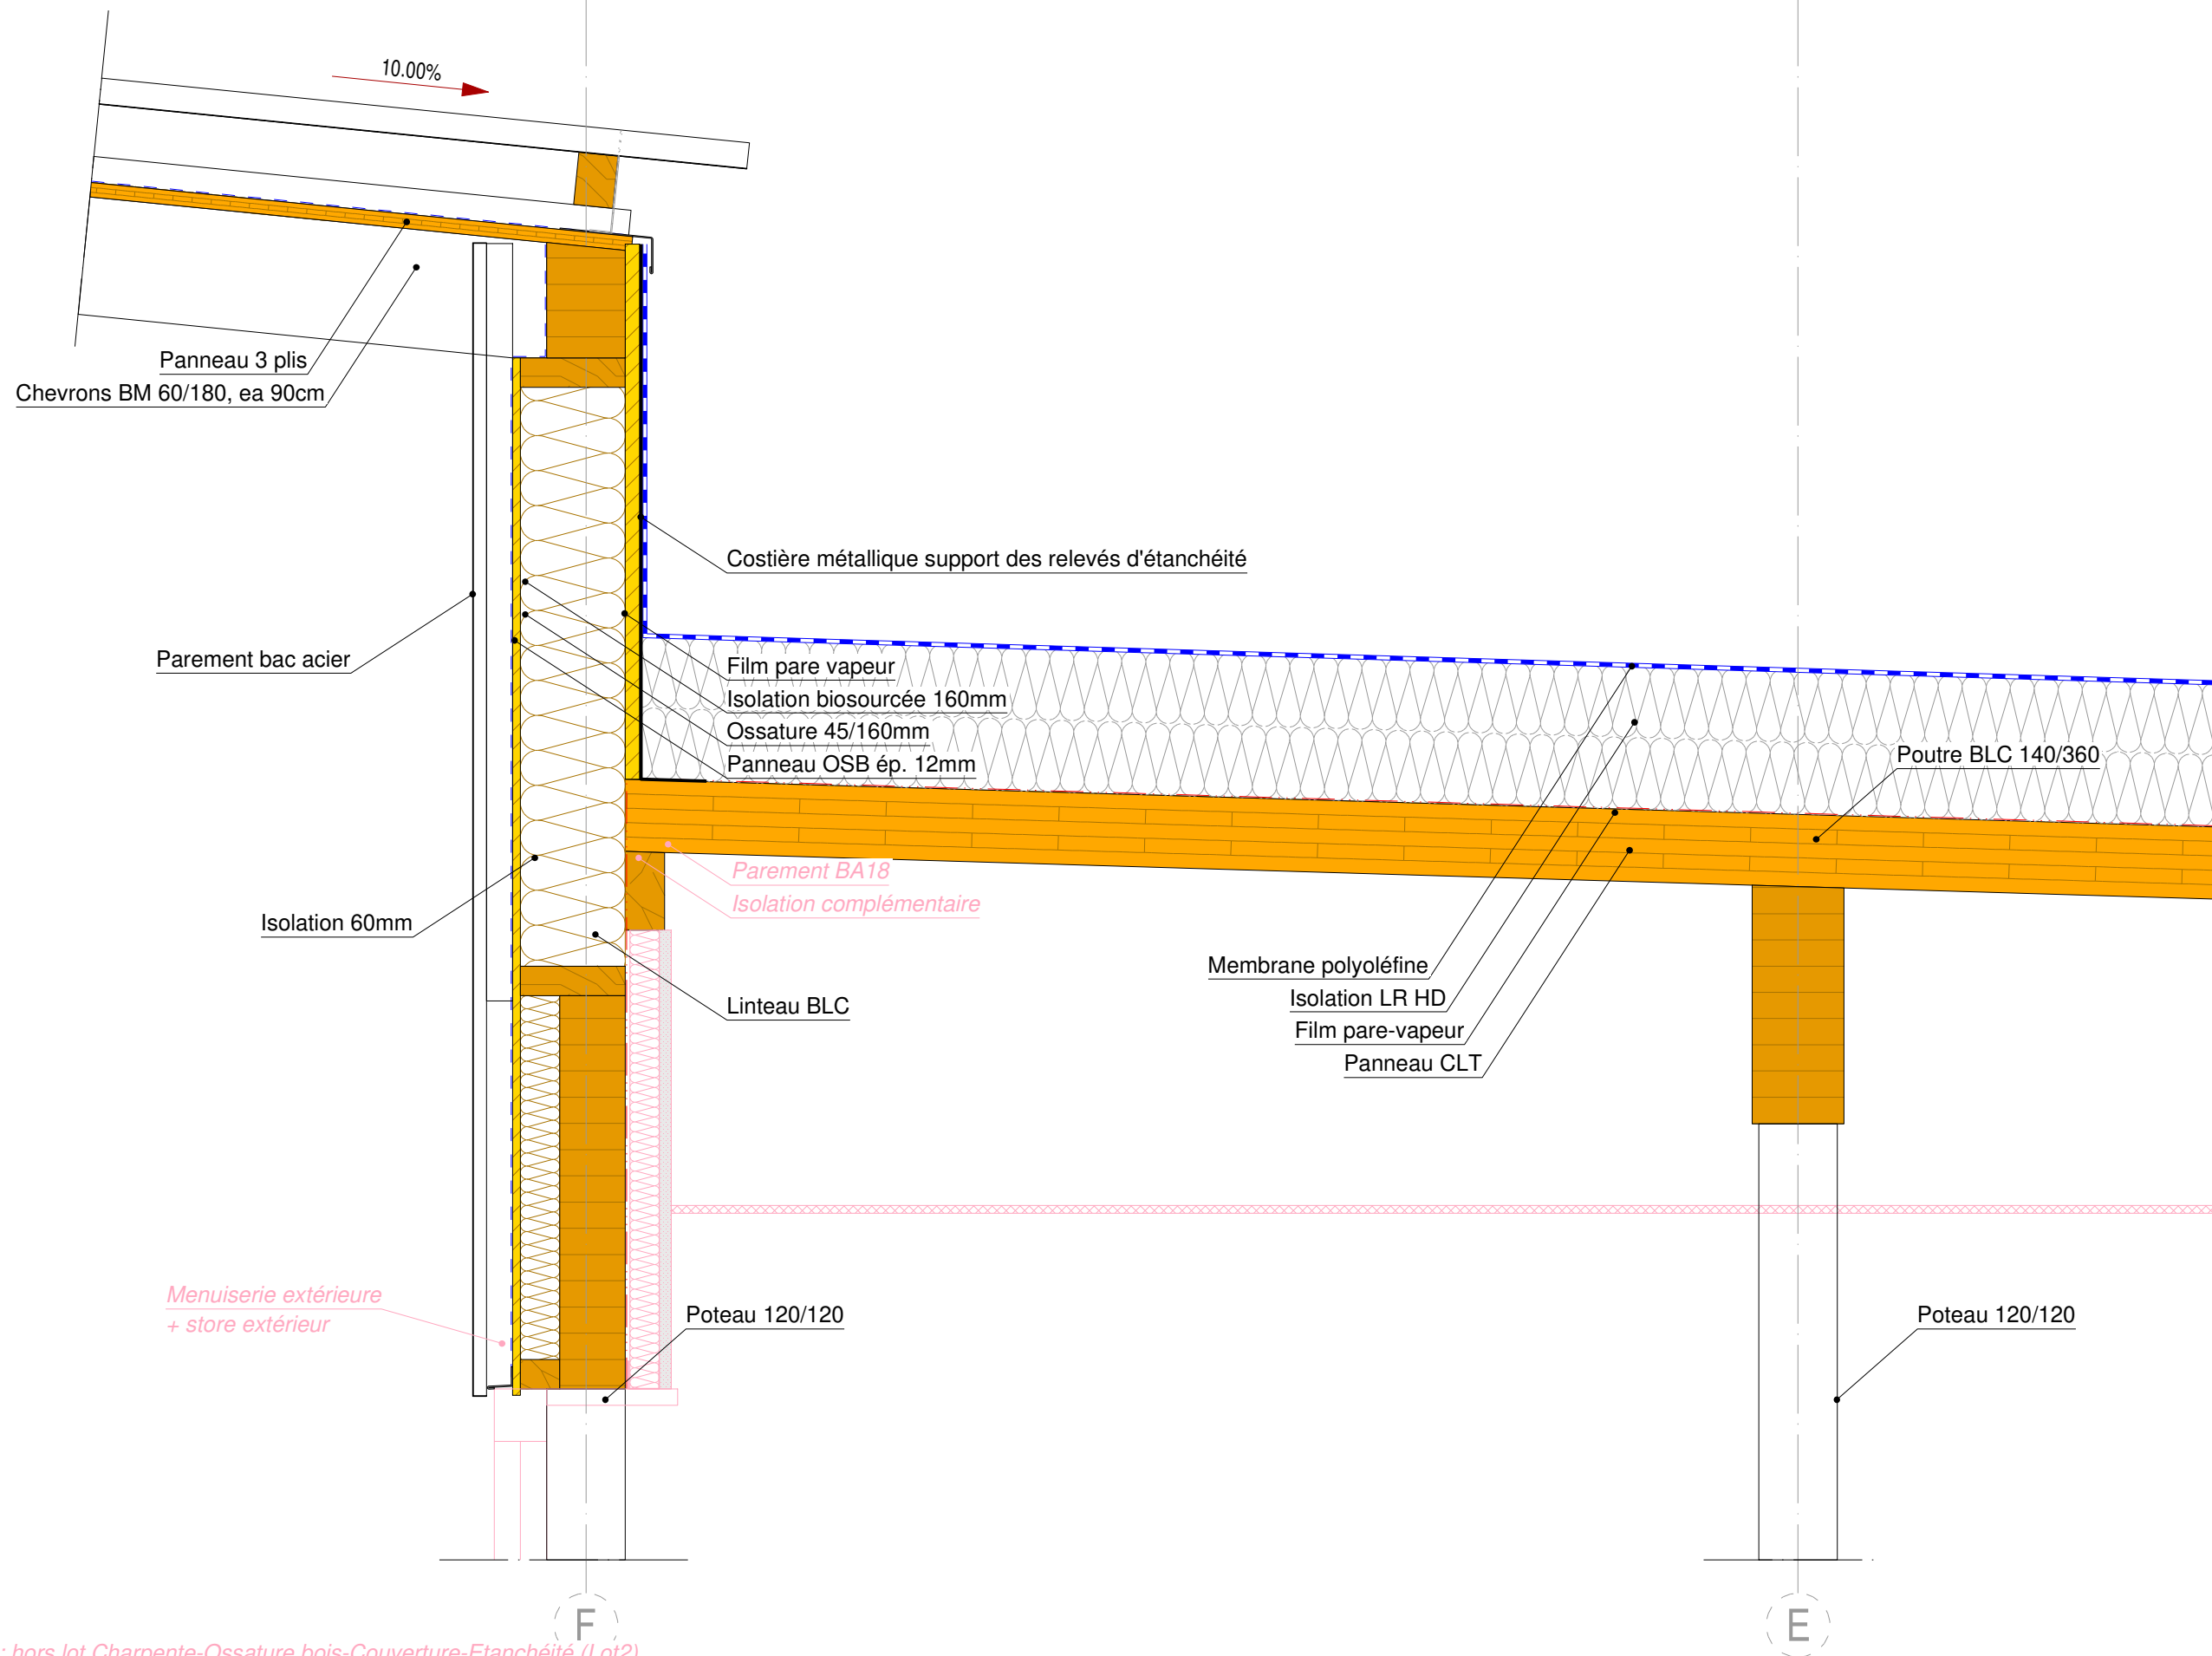 10.00%
Panneau 3 plis
Chevrons BM 60/180, ea 90cm
Costière métallique support des relevés d'étanchéité
Parement bac acier
Film pare vapeur
Isolation biosourcée 160mm
Ossature 45/160mm
Panneau OSB ép. 12mm
Poutre BLC 140/360
Parement BA18
Isolation complémentaire
Isolation 60mm
Linteau BLC
Membrane polyoléfine
Isolation LR HD
Film pare-vapeur
Panneau CLT
Menuiserie extérieure
+ store extérieur
Poteau 120/120
Poteau 120/120
F
E
: hors lot Charpente-Ossature bois-Couverture-Etanchéité (Lot2)